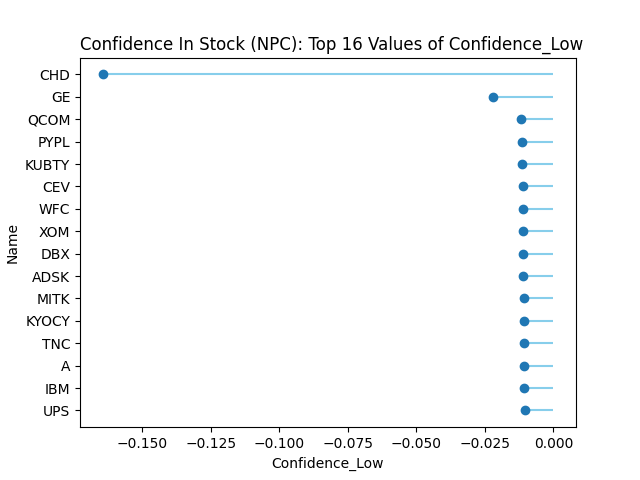 Confidence In Stock (NPC): Top 16 Values of Confidence_Low
CHD
GE
QCOM
PYPL
KUBTY
CEV
WFC
XOM
DBX
ADSK
MITK
KYOCY
TNC
A
IBM
UPS
Name
−0.150 −0.125 −0.100 −0.075 −0.050 −0.025 0.000
Confidence_Low